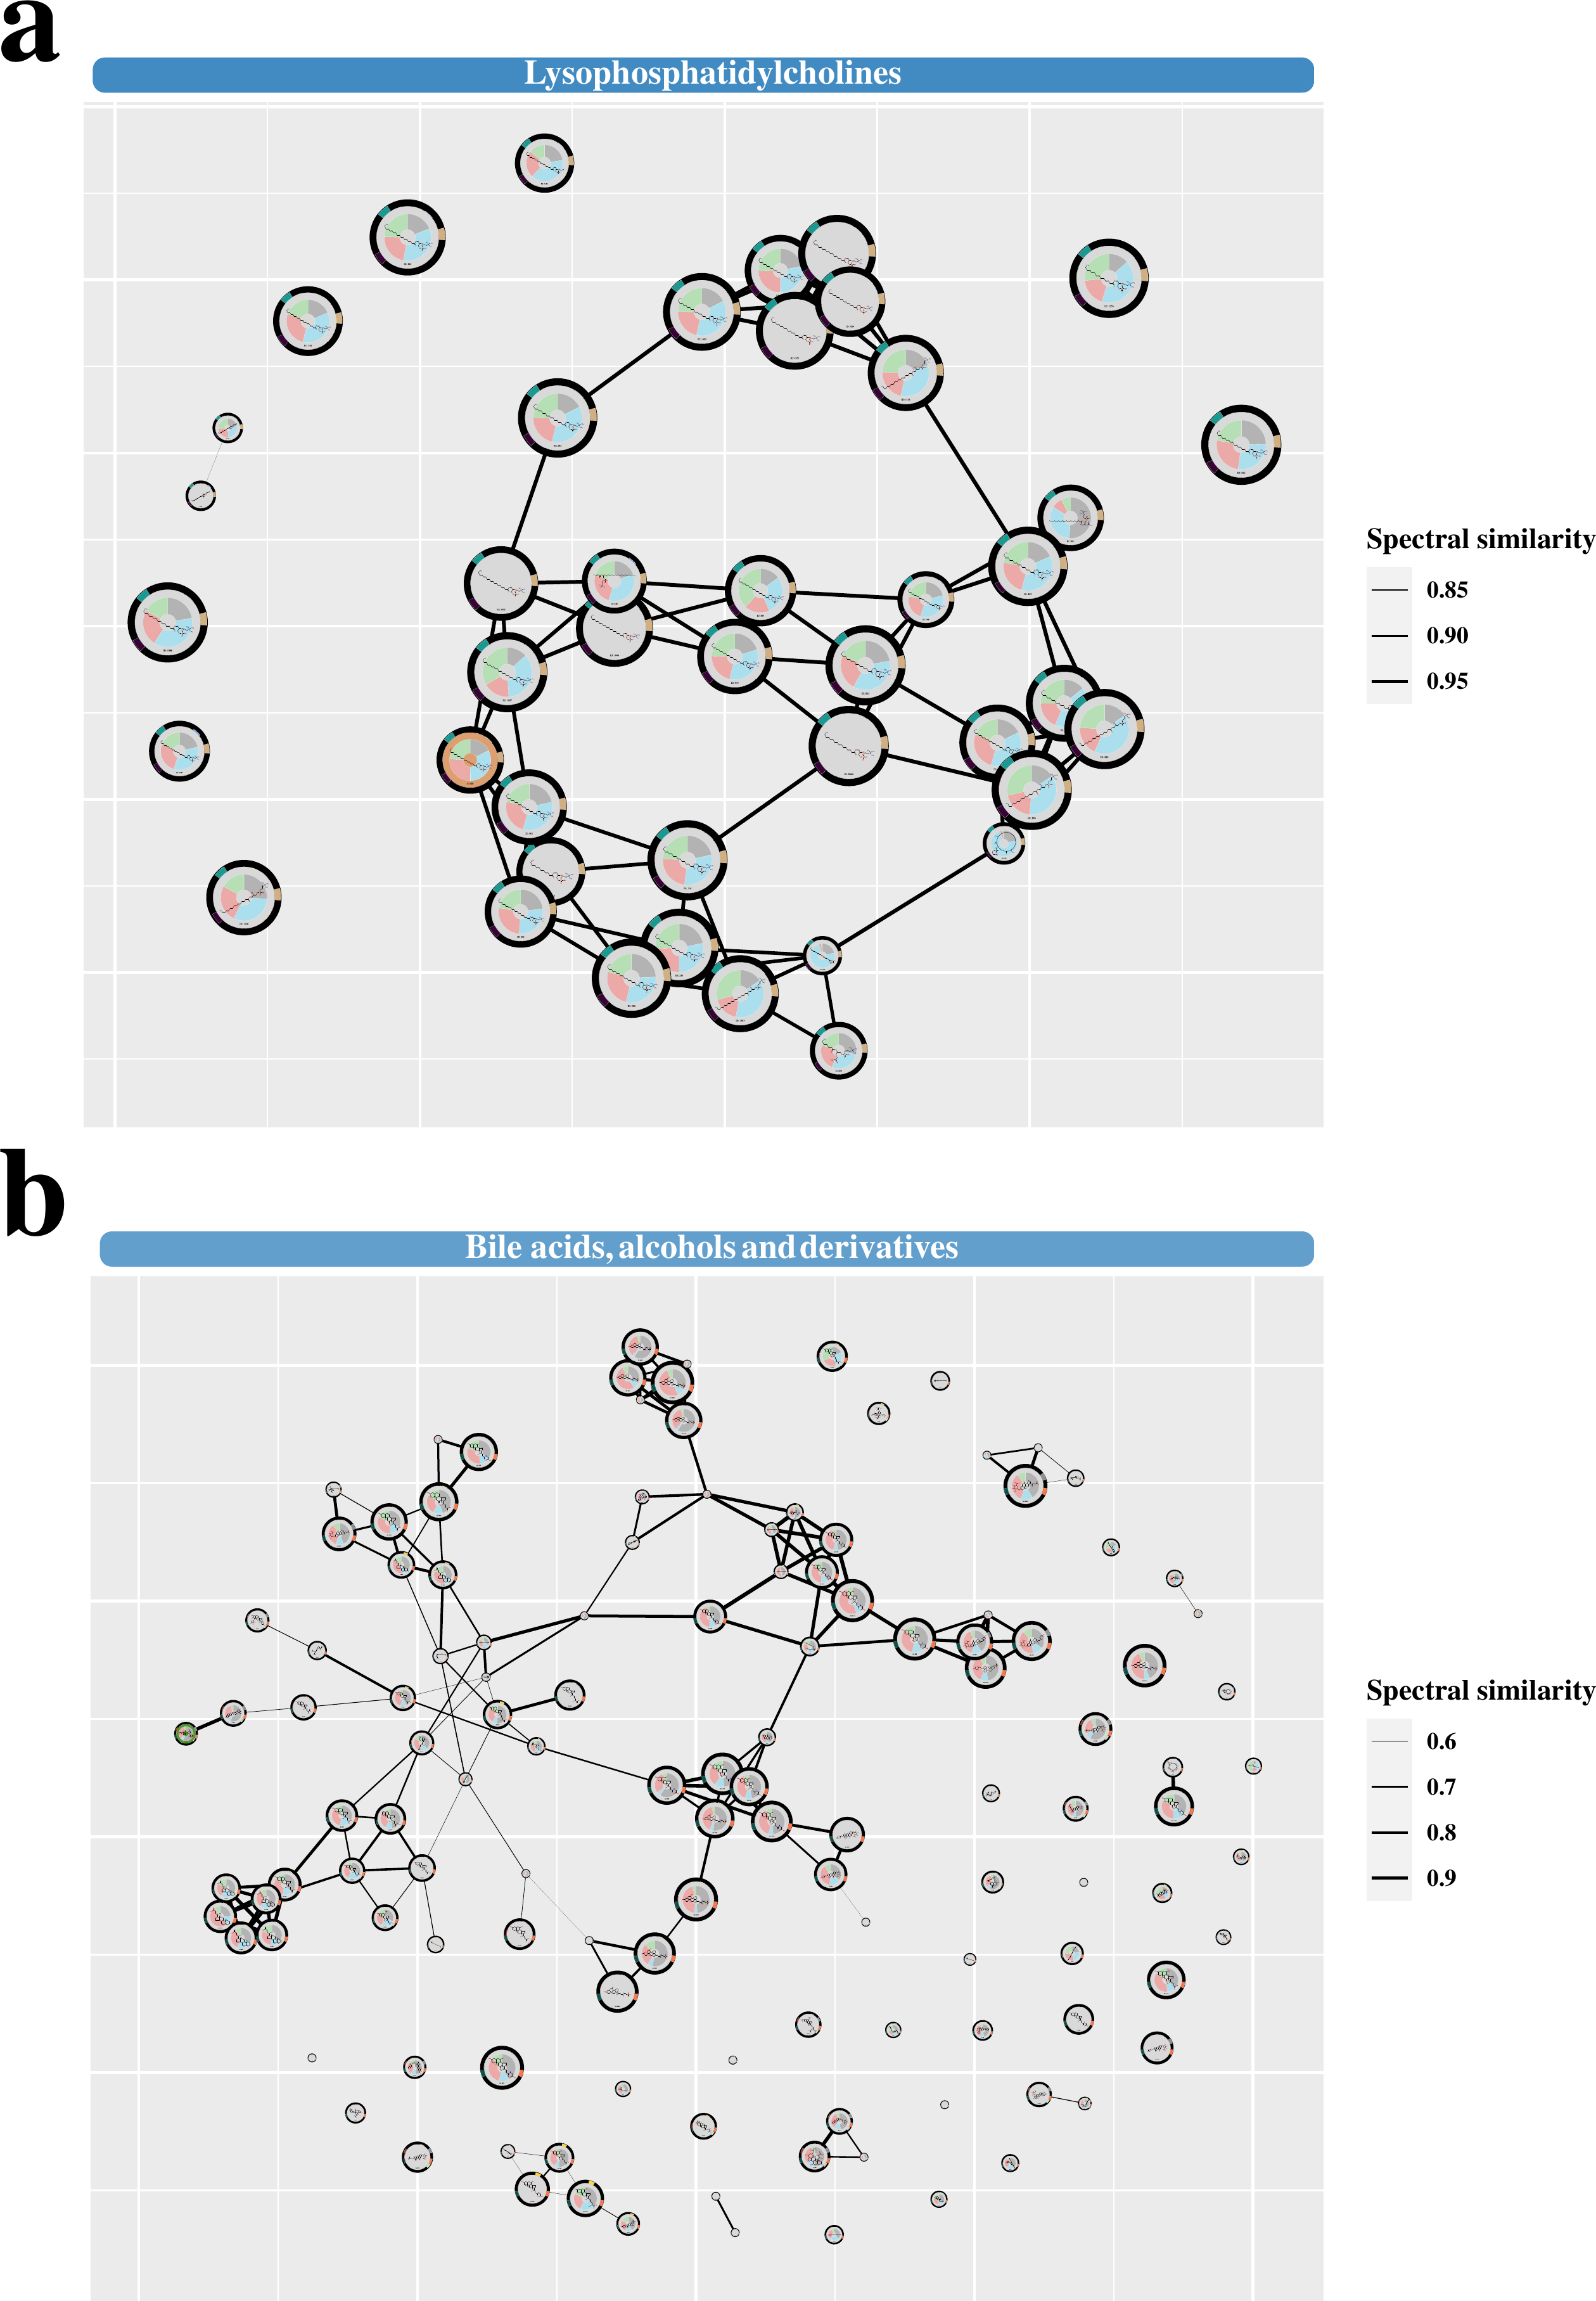 a
Lysophosphatidylcholines
Spectral similarity
0.85
0.90
0.95
b
Bile acids, alcohols and derivatives
Spectral similarity
0.6
0.7
0.8
0.9